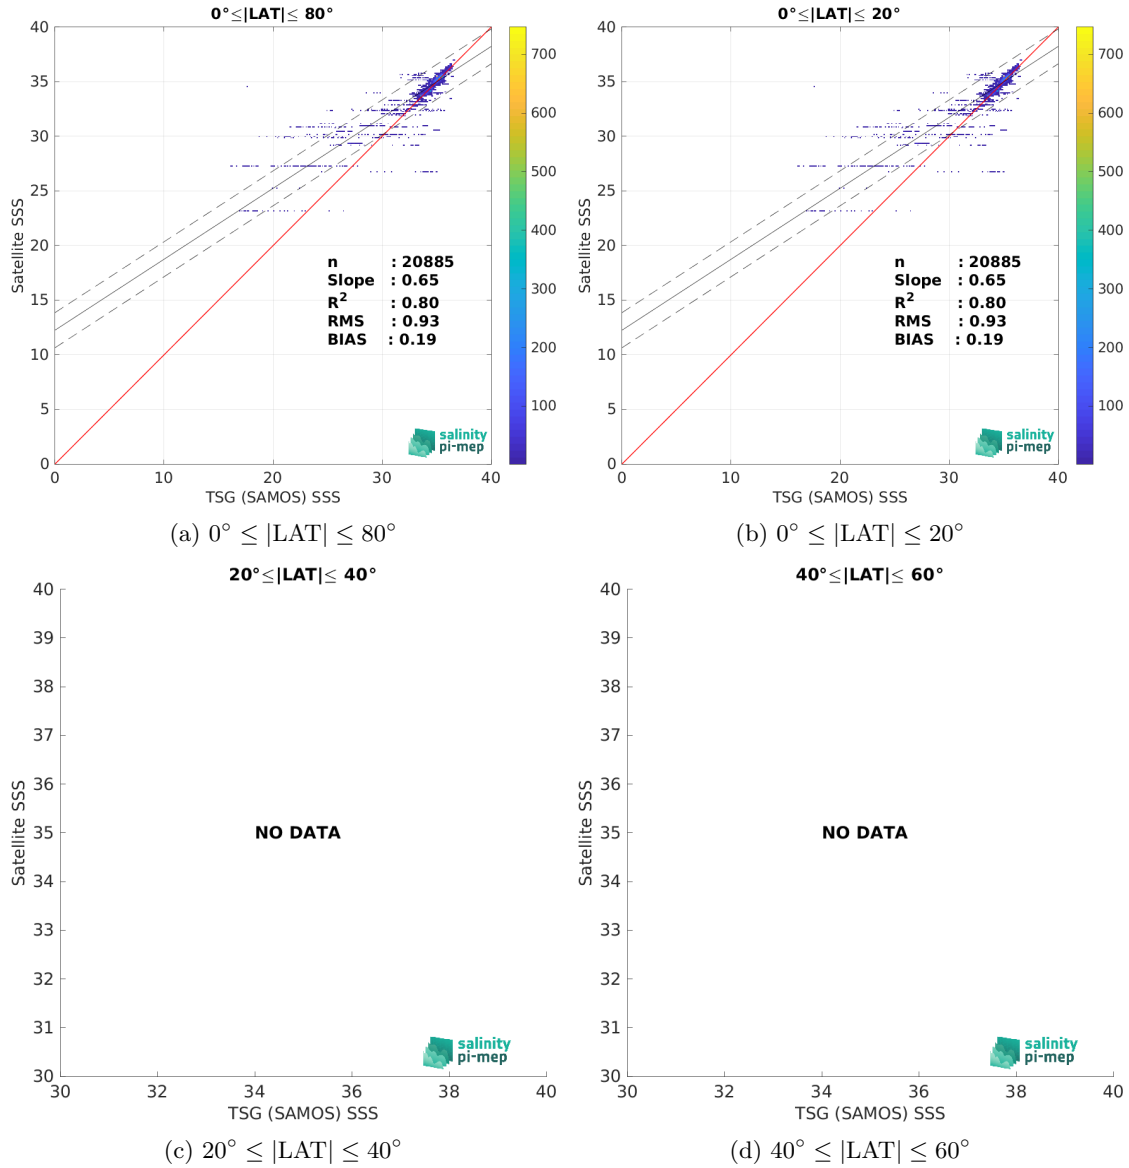 0°≤|LAT|≤ 80°
40
35
30
25
20
15
10
5
0
Satellite SSS
n : 20885
Slope : 0.65
R² : 0.80
RMS : 0.93
BIAS : 0.19
salinity
pi-mep
0 10 20 30 40
TSG (SAMOS) SSS
700
600
500
400
300
200
100
(a) 0° ≤ |LAT| ≤ 80°
0°≤|LAT|≤ 20°
40
35
30
25
20
15
10
5
0
Satellite SSS
n : 20885
Slope : 0.65
R² : 0.80
RMS : 0.93
BIAS : 0.19
salinity
pi-mep
0 10 20 30 40
TSG (SAMOS) SSS
700
600
500
400
300
200
100
(b) 0° ≤ |LAT| ≤ 20°
20°≤|LAT|≤ 40°
40
39
38
37
36
35
34
33
32
31
30
Satellite SSS
NO DATA
salinity
pi-mep
30 32 34 36 38 40
TSG (SAMOS) SSS
(c) 20° ≤ |LAT| ≤ 40°
40°≤|LAT|≤ 60°
40
39
38
37
36
35
34
33
32
31
30
Satellite SSS
NO DATA
salinity
pi-mep
30 32 34 36 38 40
TSG (SAMOS) SSS
(d) 40° ≤ |LAT| ≤ 60°